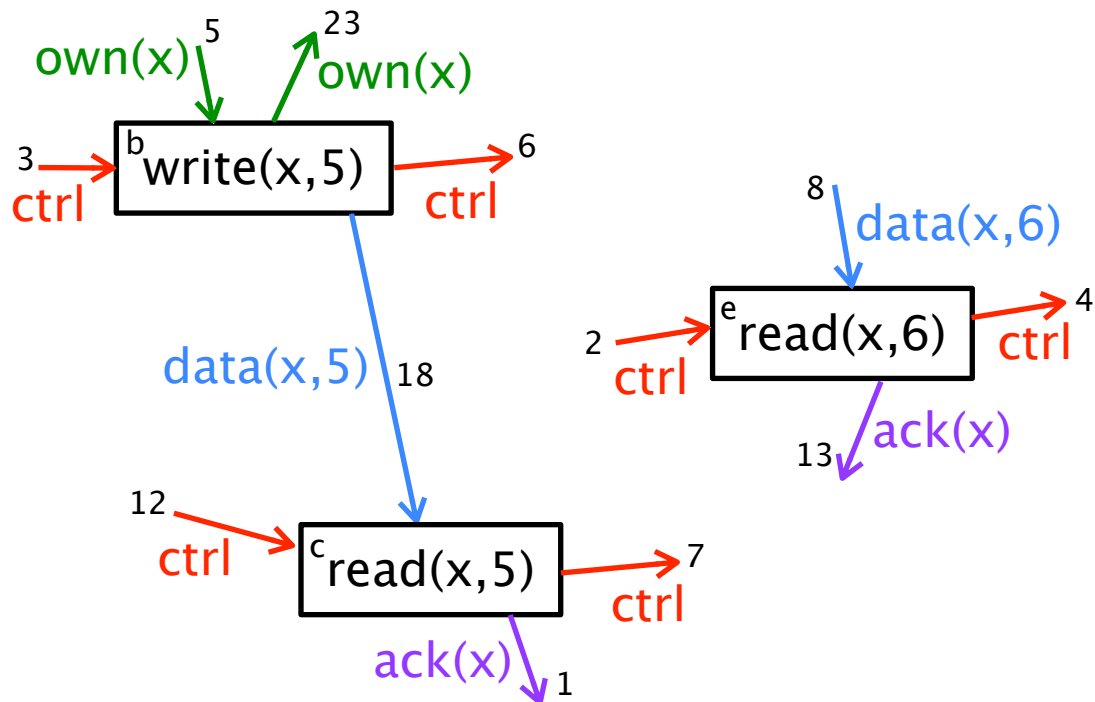 5
23
own(x)
own(x)
b
write(x,5)
3
ctrl
6
ctrl
8
data(x,6)
e
read(x,6)
2
ctrl
4
ctrl
data(x,5)
18
ack(x)
13
12
ctrl
c
read(x,5)
7
ctrl
ack(x)
1